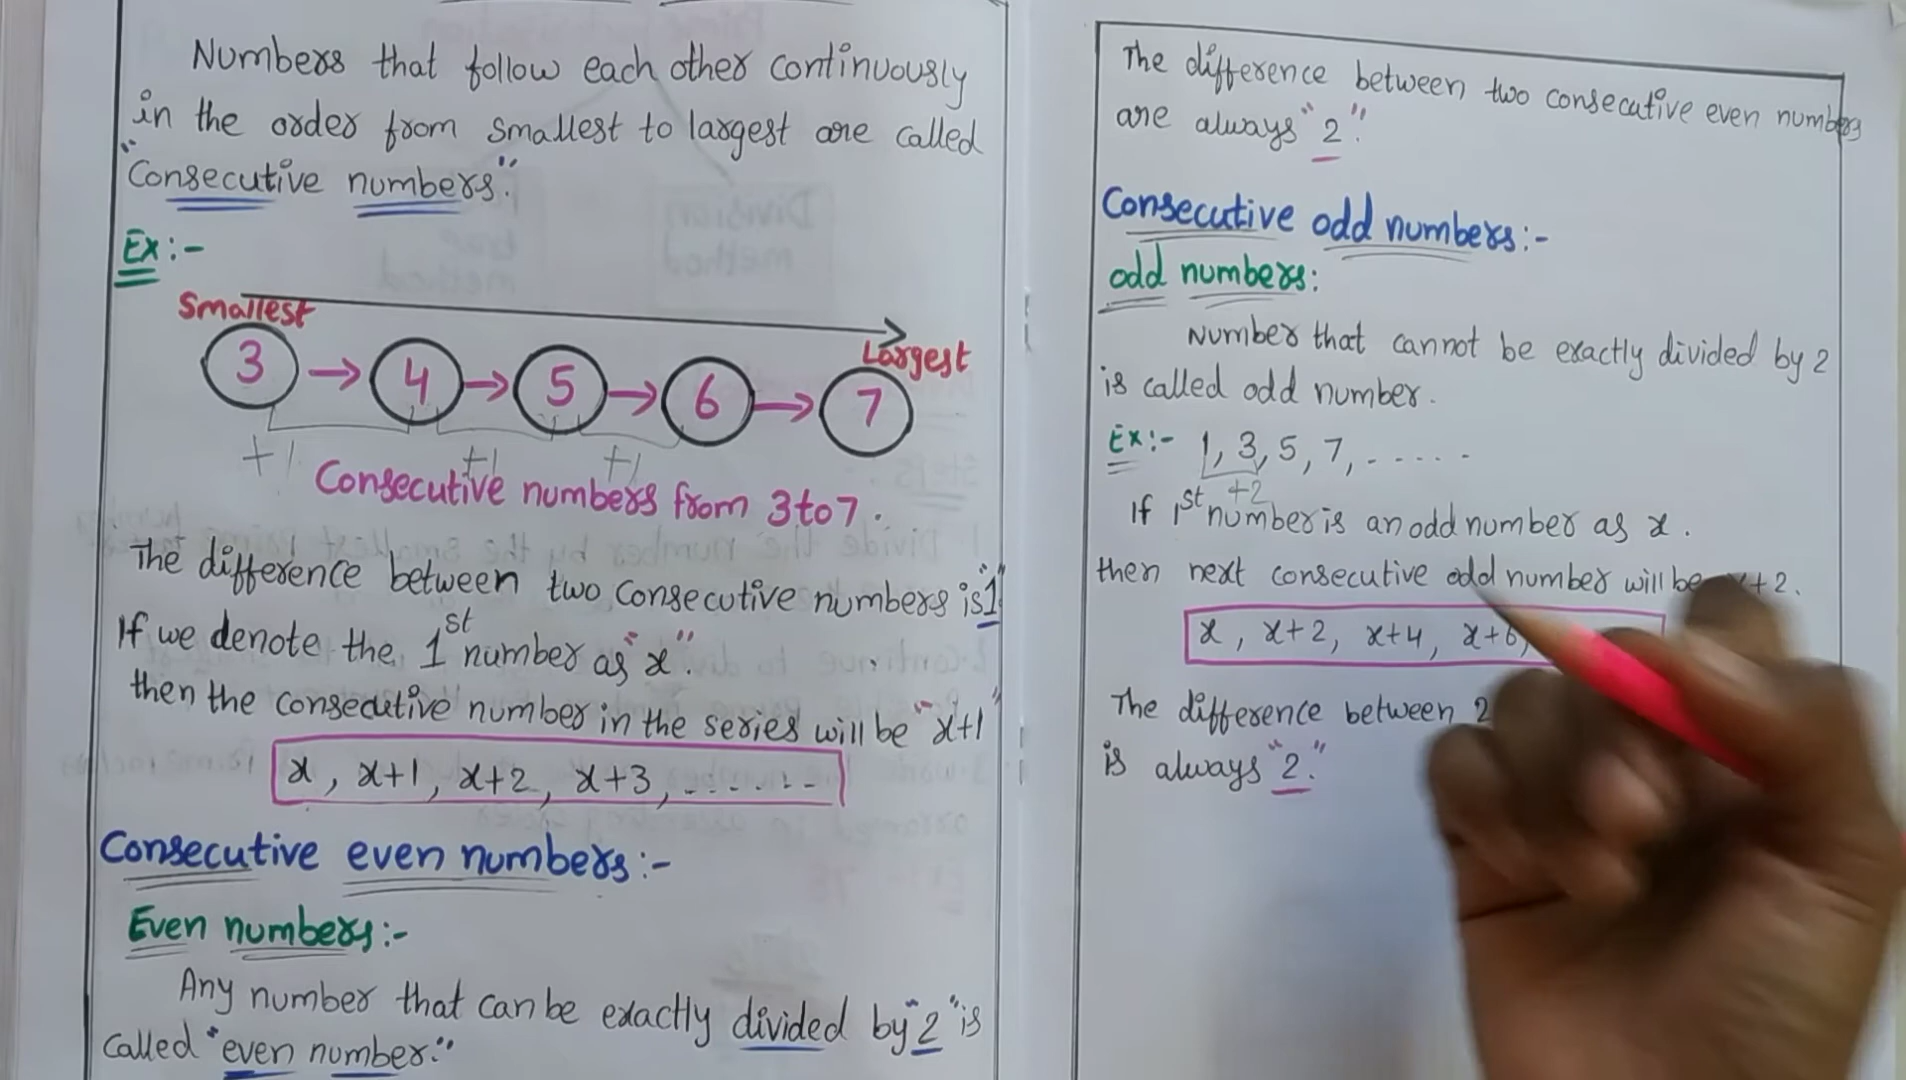 Numbers that follow each other continuously
in the order from smallest to largest are called
"Consecutive numbers".
Ex:-
Smallest
Largest
3 → 4 → 5 → 6 → 7
+1 +1 +1
Consecutive numbers from 3 to 7.
The difference between two consecutive numbers is "1"
If we denote the 1st number as "x".
then the consecutive number in the series will be "x+1"
x, x+1, x+2, x+3, .......
Consecutive even numbers:-
Even numbers:-
Any number that can be exactly divided by "2" is
called "even number".
The difference between two consecutive even numbers
are always "2".
Consecutive odd numbers:-
odd numbers:
Number that cannot be exactly divided by 2
is called odd number.
Ex:- 1, 3, 5, 7, .....
+2
If 1st number is an odd number as x.
then next consecutive odd number will be x+2.
x, x+2, x+4, x+6,
The difference between 2
is always "2."